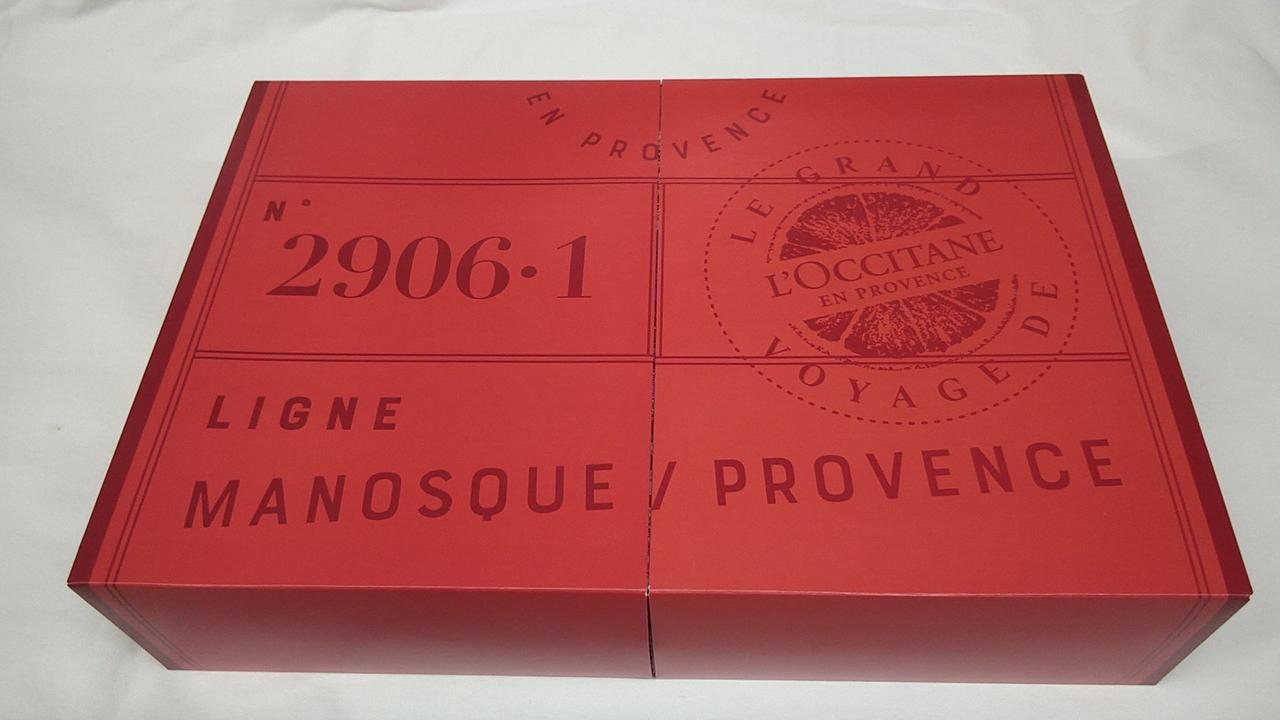 EN PROVENCE
N°
2906·1
LE GRAND
L'OCCITANE
EN PROVENCE
VOYAGE DE
LIGNE
MANOSQUE / PROVENCE